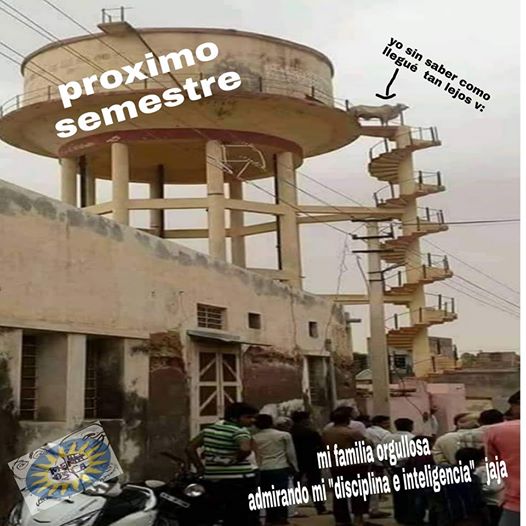 proximo
semestre
yo sin saber como
llegué tan lejos v:
mi familia orgullosa
admirando mi "disciplina e inteligencia" jaja